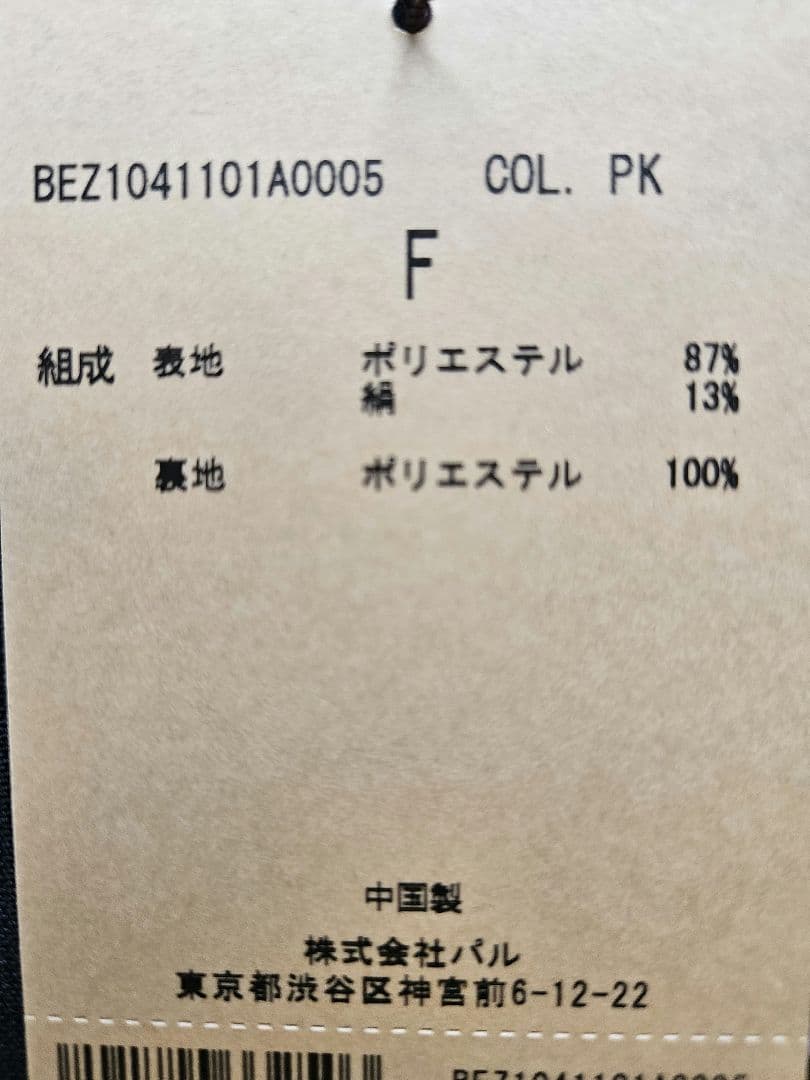 BEZ1041101A0005 COL. PK
F
組成 表地 ポリエステル 87%
絹 13%
裏地 ポリエステル 100%
中国製
株式会社パル
東京都渋谷区神宮前6-12-22
BEZ1041101A0005